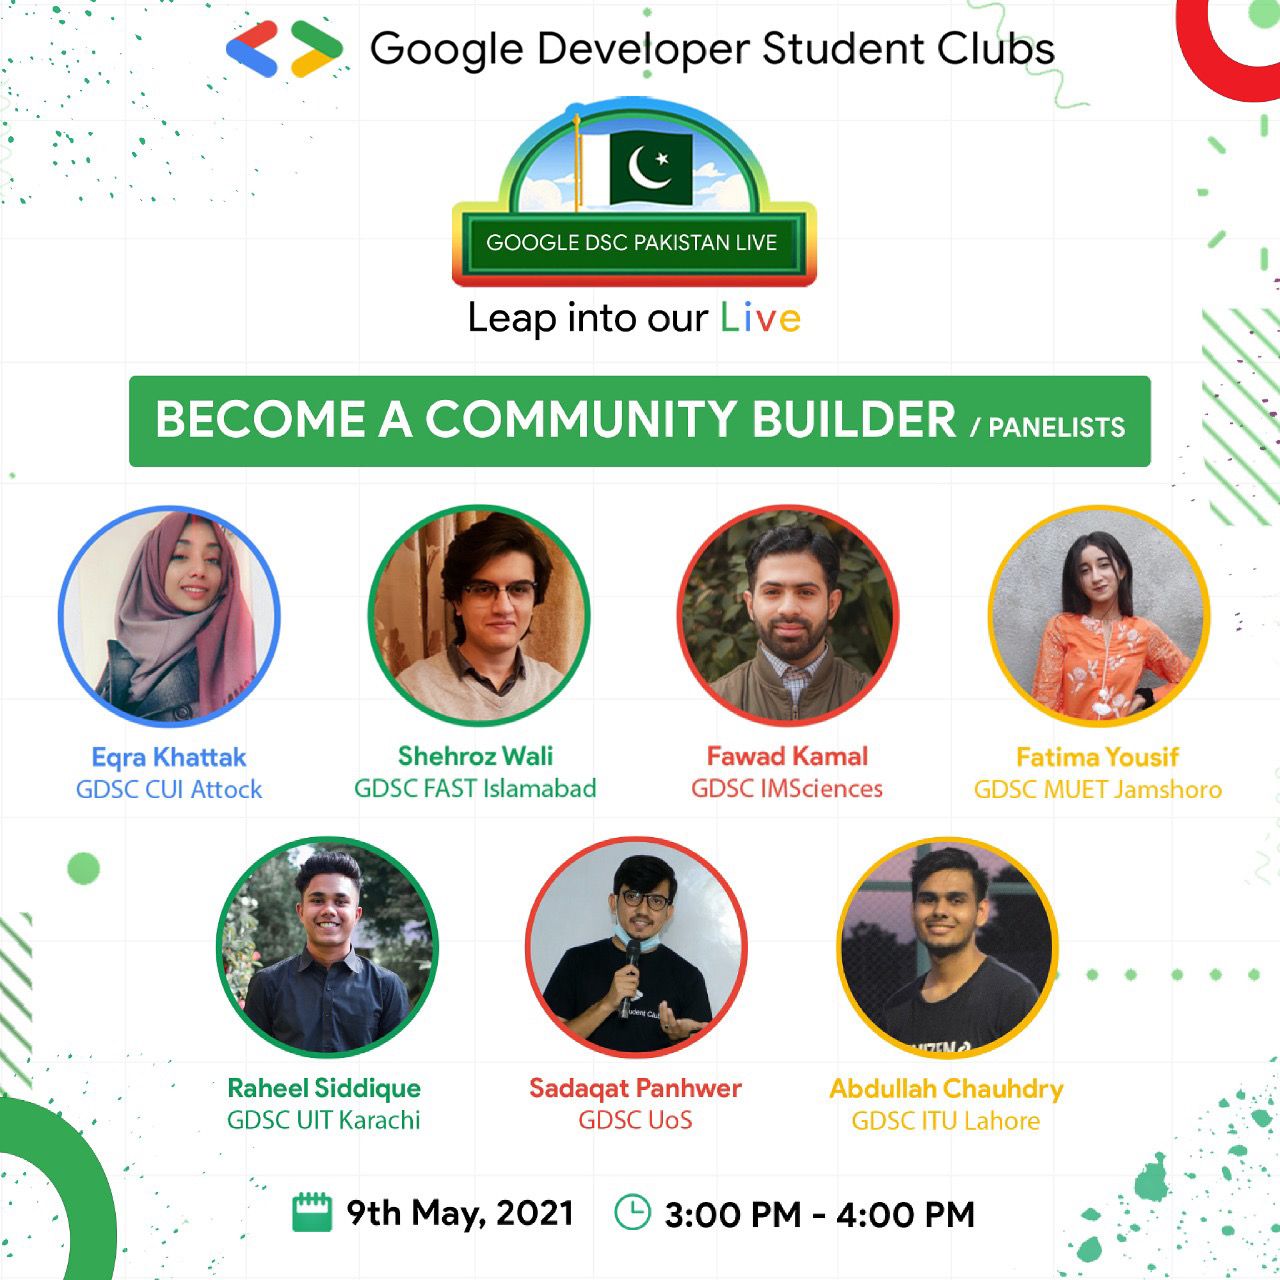 Google Developer Student Clubs
GOOGLE DSC PAKISTAN LIVE
Leap into our Live
BECOME A COMMUNITY BUILDER / PANELISTS
Eqra Khattak
GDSC CUI Attock
Shehroz Wali
GDSC FAST Islamabad
Fawad Kamal
GDSC IMSciences
Fatima Yousif
GDSC MUET Jamshoro
udent Clu
Raheel Siddique
GDSC UIT Karachi
Sadaqat Panhwer
GDSC UoS
Abdullah Chauhdry
GDSC ITU Lahore
9th May, 2021
3:00 PM - 4:00 PM